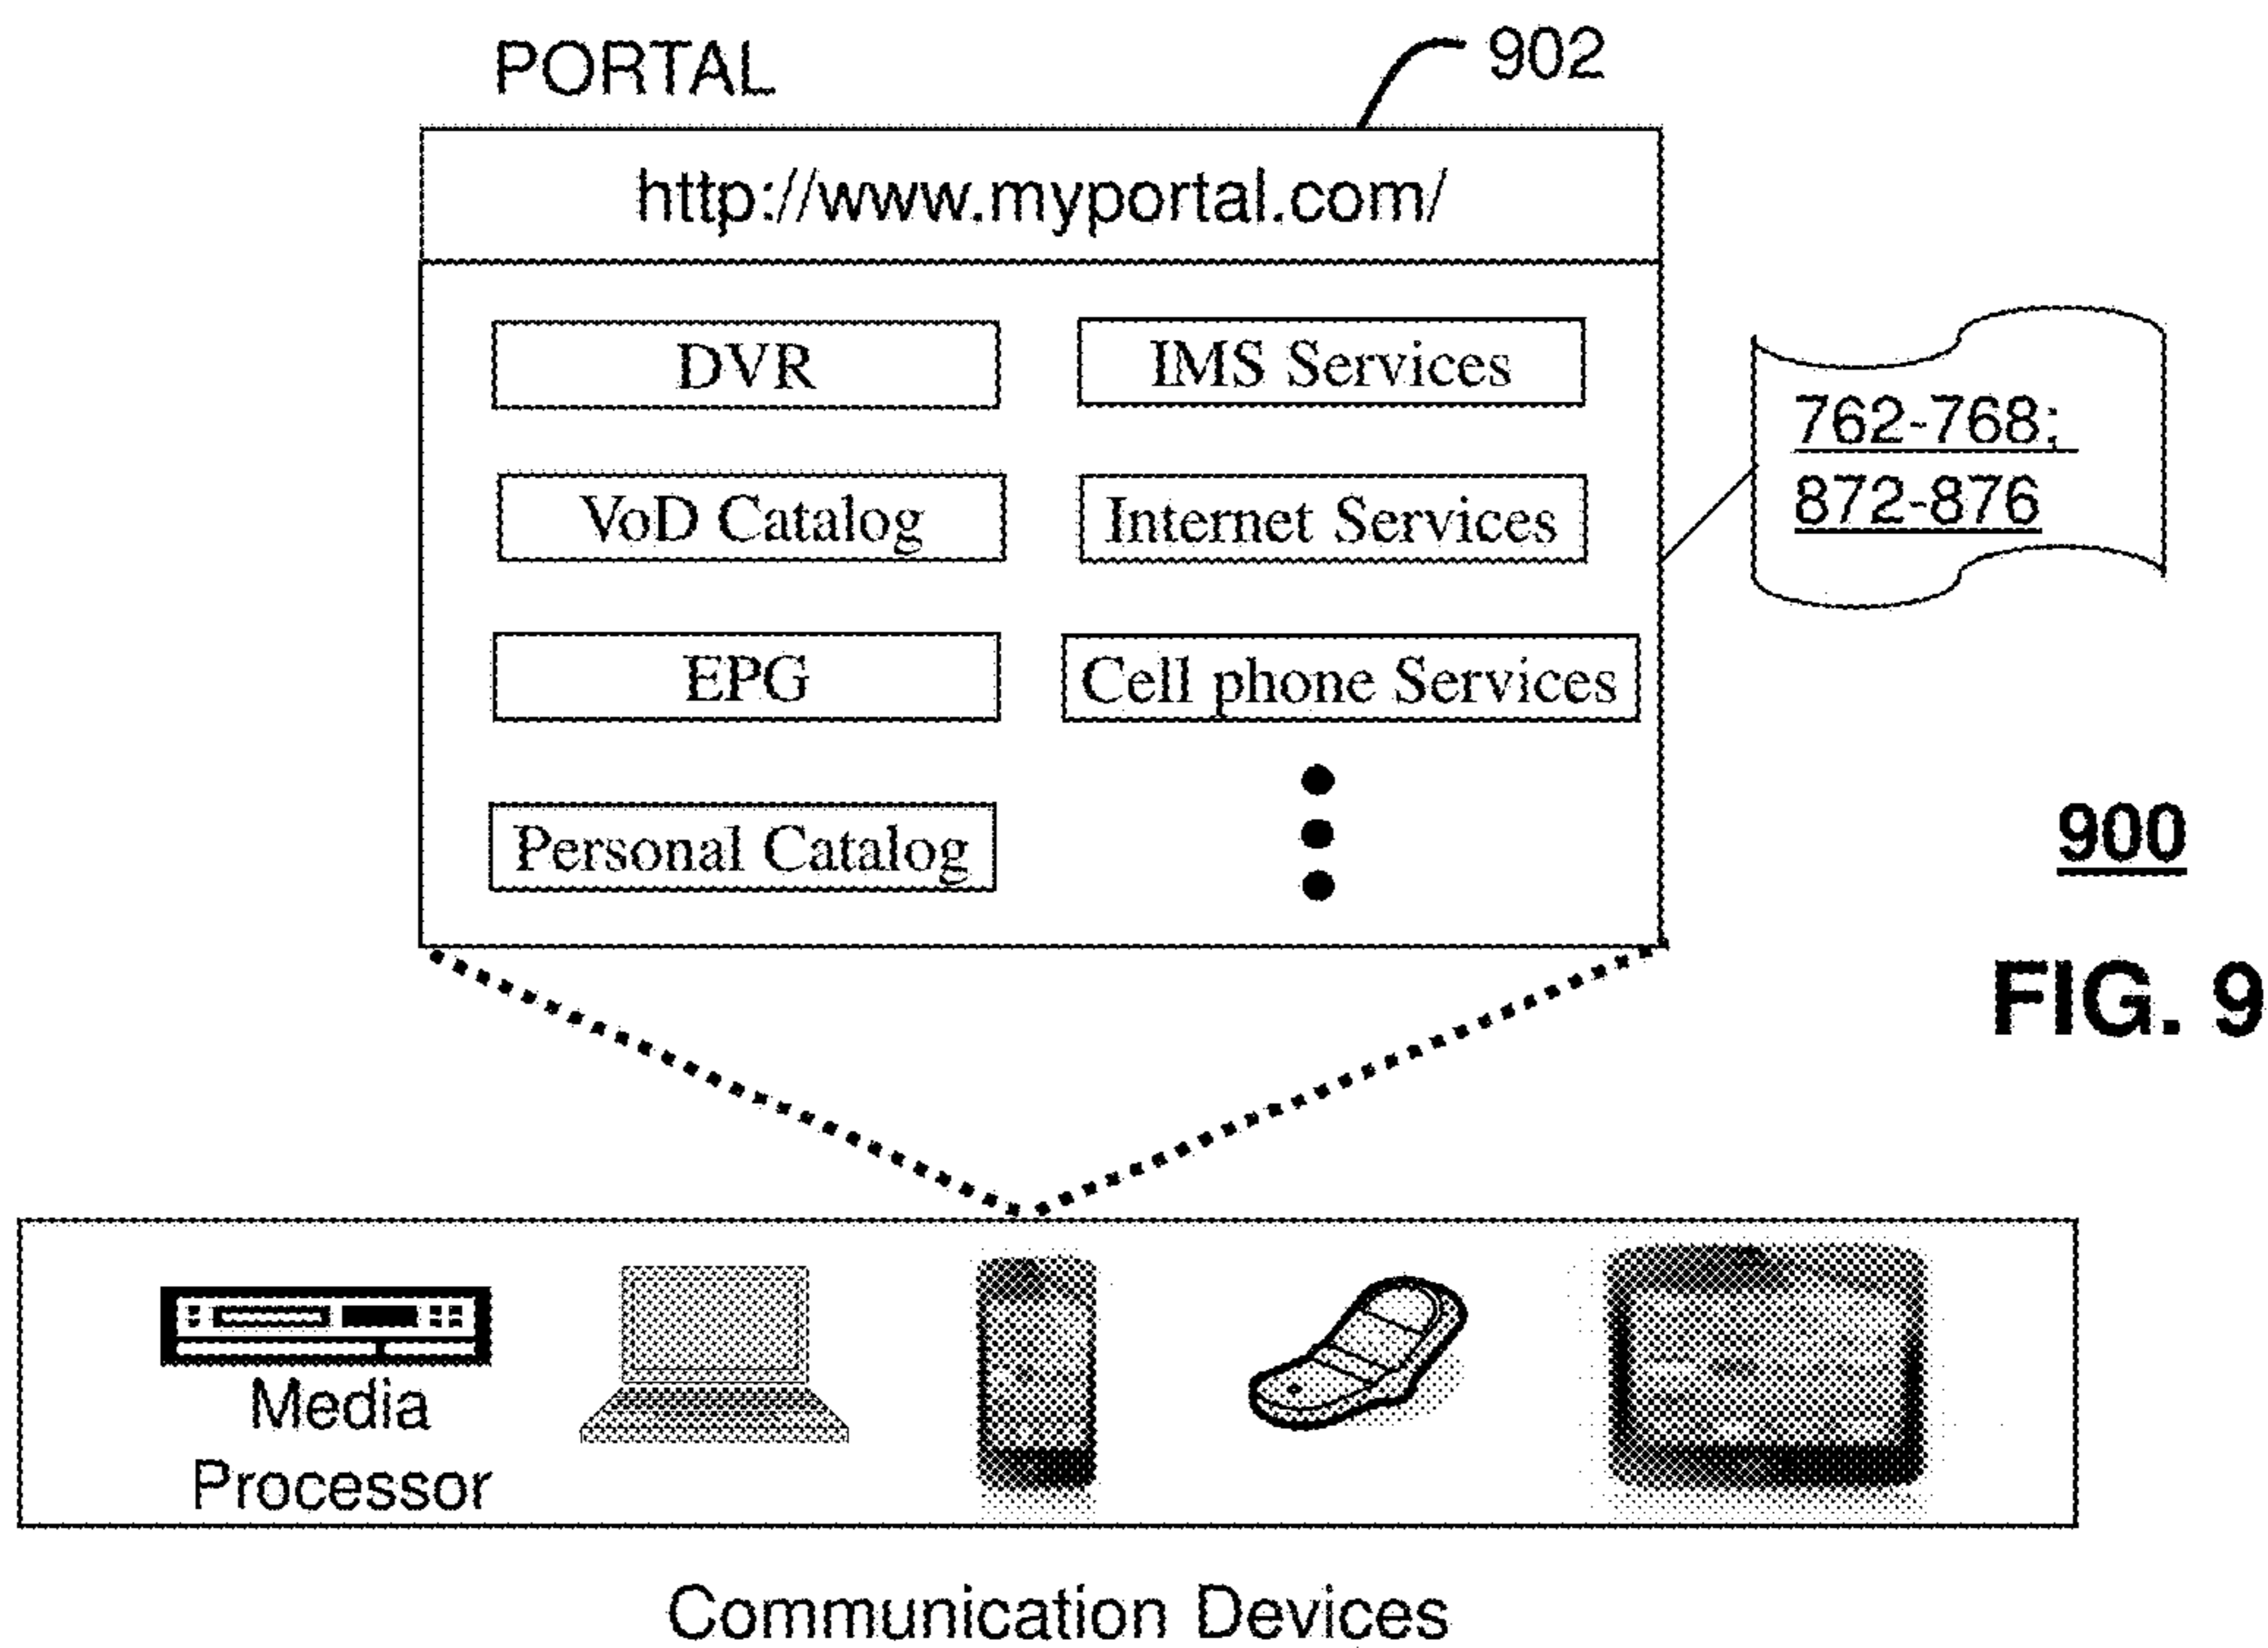 PORTAL
902
http://www.myportal.com/
DVR
IMS Services
VoD Catalog
Internet Services
EPG
Cell phone Services
Personal Catalog
762-768;
872-876
900
FIG. 9
Media
Processor
Communication Devices